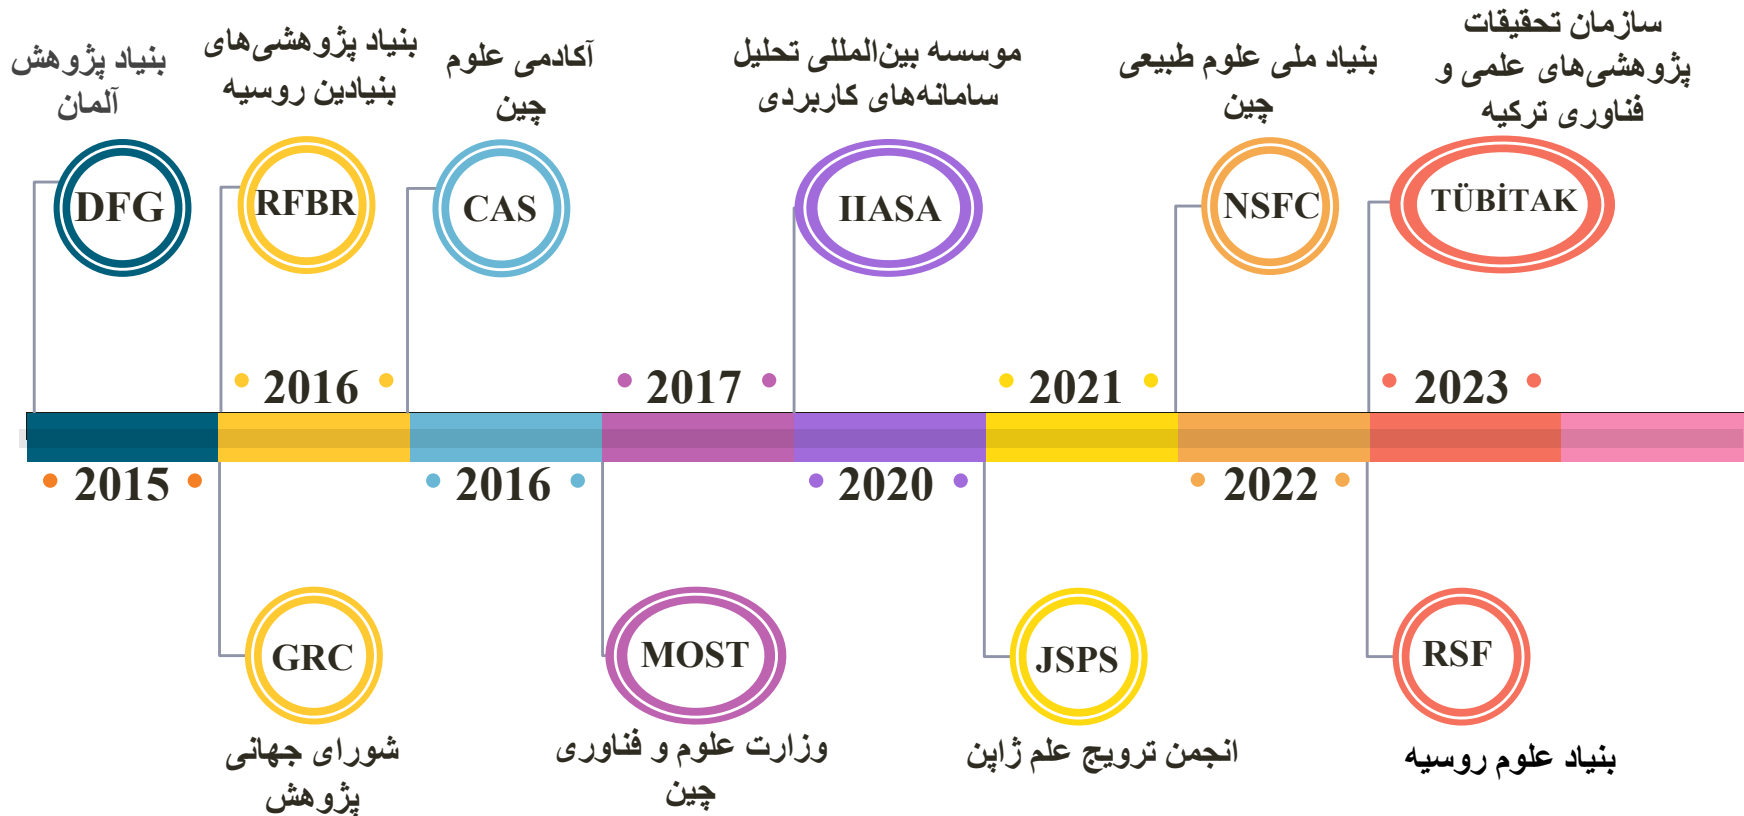 بنیاد پژوهش
آلمان
بنیاد پژوهشی‌های
بنیادین روسیه
آکادمی علوم
چین
موسسه بین‌المللی تحلیل
سامانه‌های کاربردی
بنیاد ملی علوم طبیعی
چین
سازمان تحقیقات
پژوهشی‌های علمی و
فناوری ترکیه
DFG
RFBR
CAS
IIASA
NSFC
TÜBİTAK
2016
2017
2021
2023
2015
2016
2020
2022
GRC
MOST
JSPS
RSF
شورای جهانی
پژوهش
وزارت علوم و فناوری
چین
انجمن ترویج علم ژاپن
بنیاد علوم روسیه